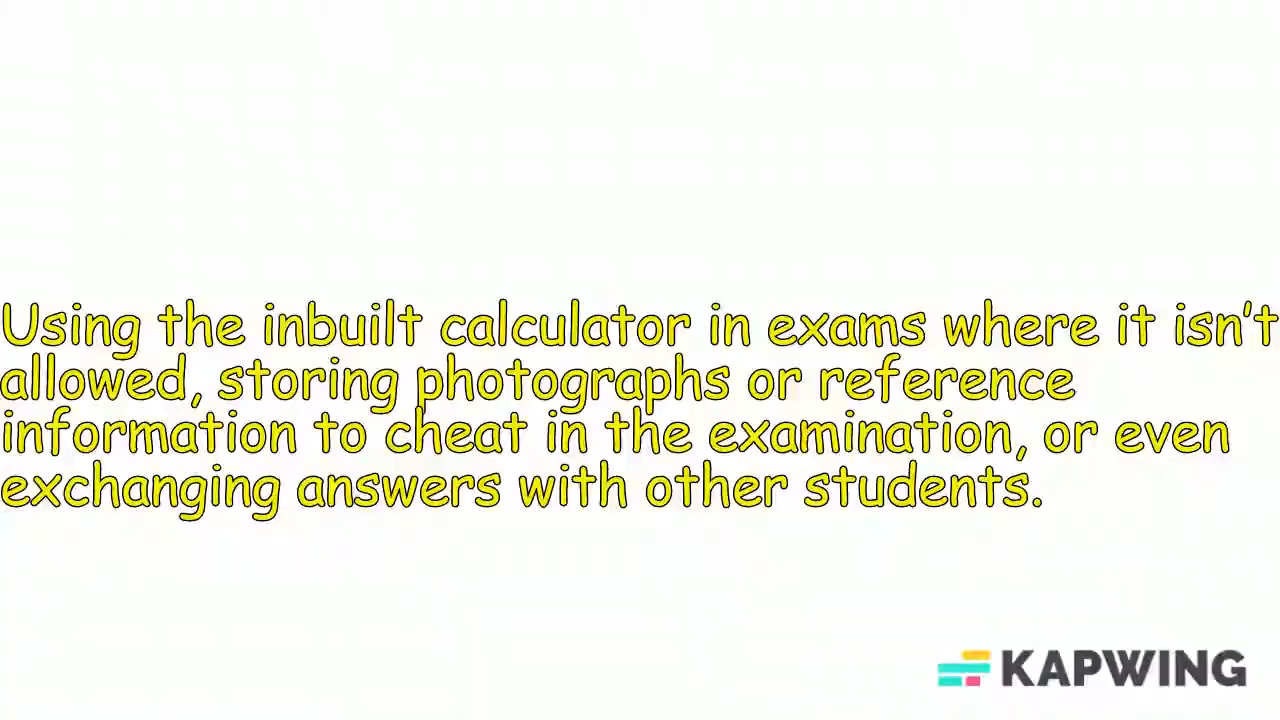 Using the inbuilt calculator in exams where it isn't
allowed, storing photographs or reference
information to cheat in the examination, or even
exchanging answers with other students.
KAPWING